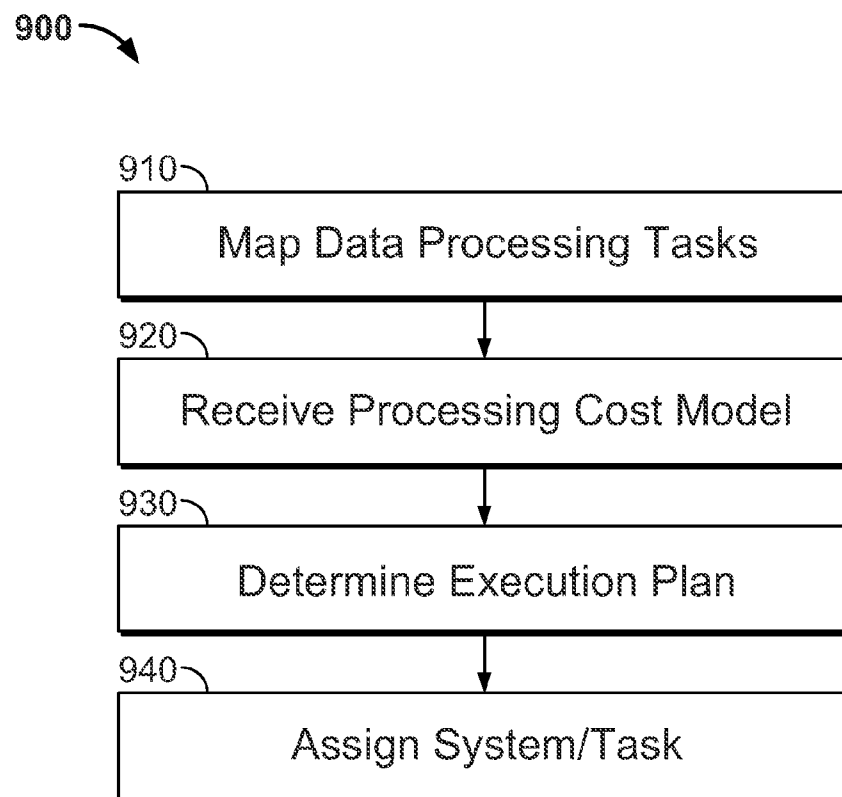 900
910
Map Data Processing Tasks
920
Receive Processing Cost Model
930
Determine Execution Plan
940
Assign System/Task